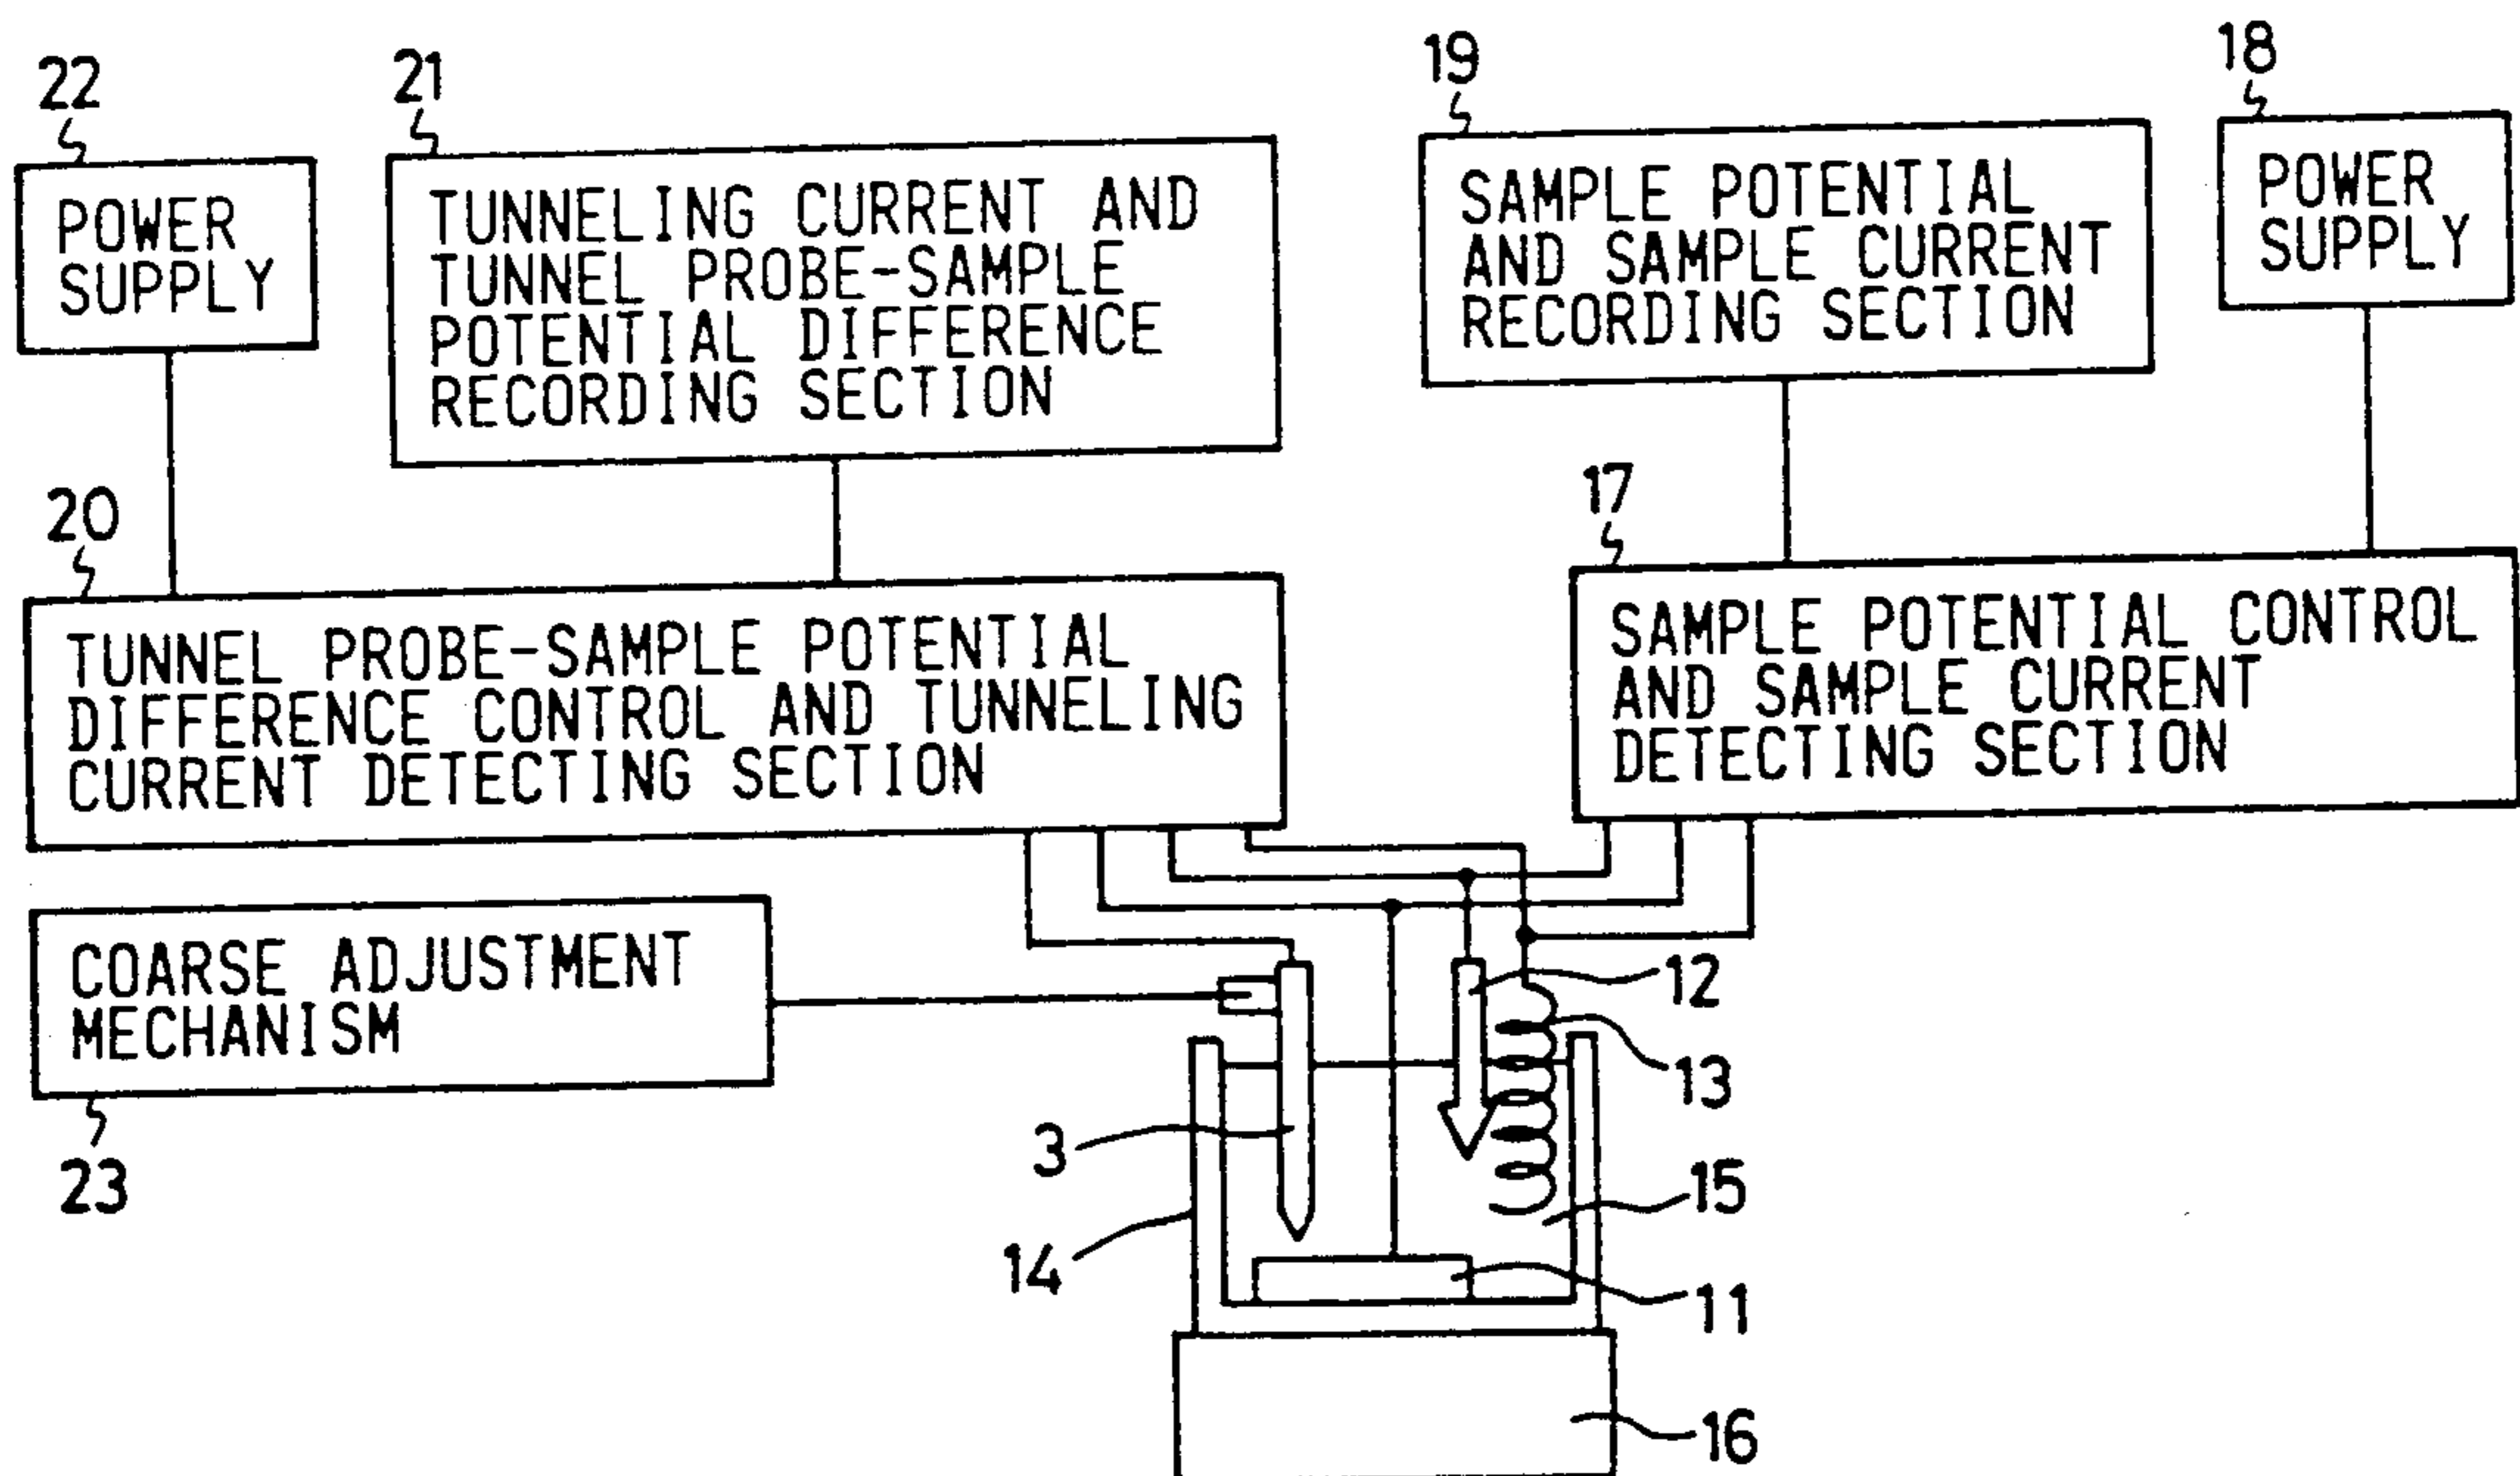 22
21
19
18
POWER
SUPPLY
TUNNELING CURRENT AND
TUNNEL PROBE-SAMPLE
POTENTIAL DIFFERENCE
RECORDING SECTION
SAMPLE POTENTIAL
AND SAMPLE CURRENT
RECORDING SECTION
POWER
SUPPLY
20
17
TUNNEL PROBE-SAMPLE POTENTIAL
DIFFERENCE CONTROL AND TUNNELING
CURRENT DETECTING SECTION
SAMPLE POTENTIAL CONTROL
AND SAMPLE CURRENT
DETECTING SECTION
COARSE ADJUSTMENT
MECHANISM
23
12
13
3
15
14
11
16